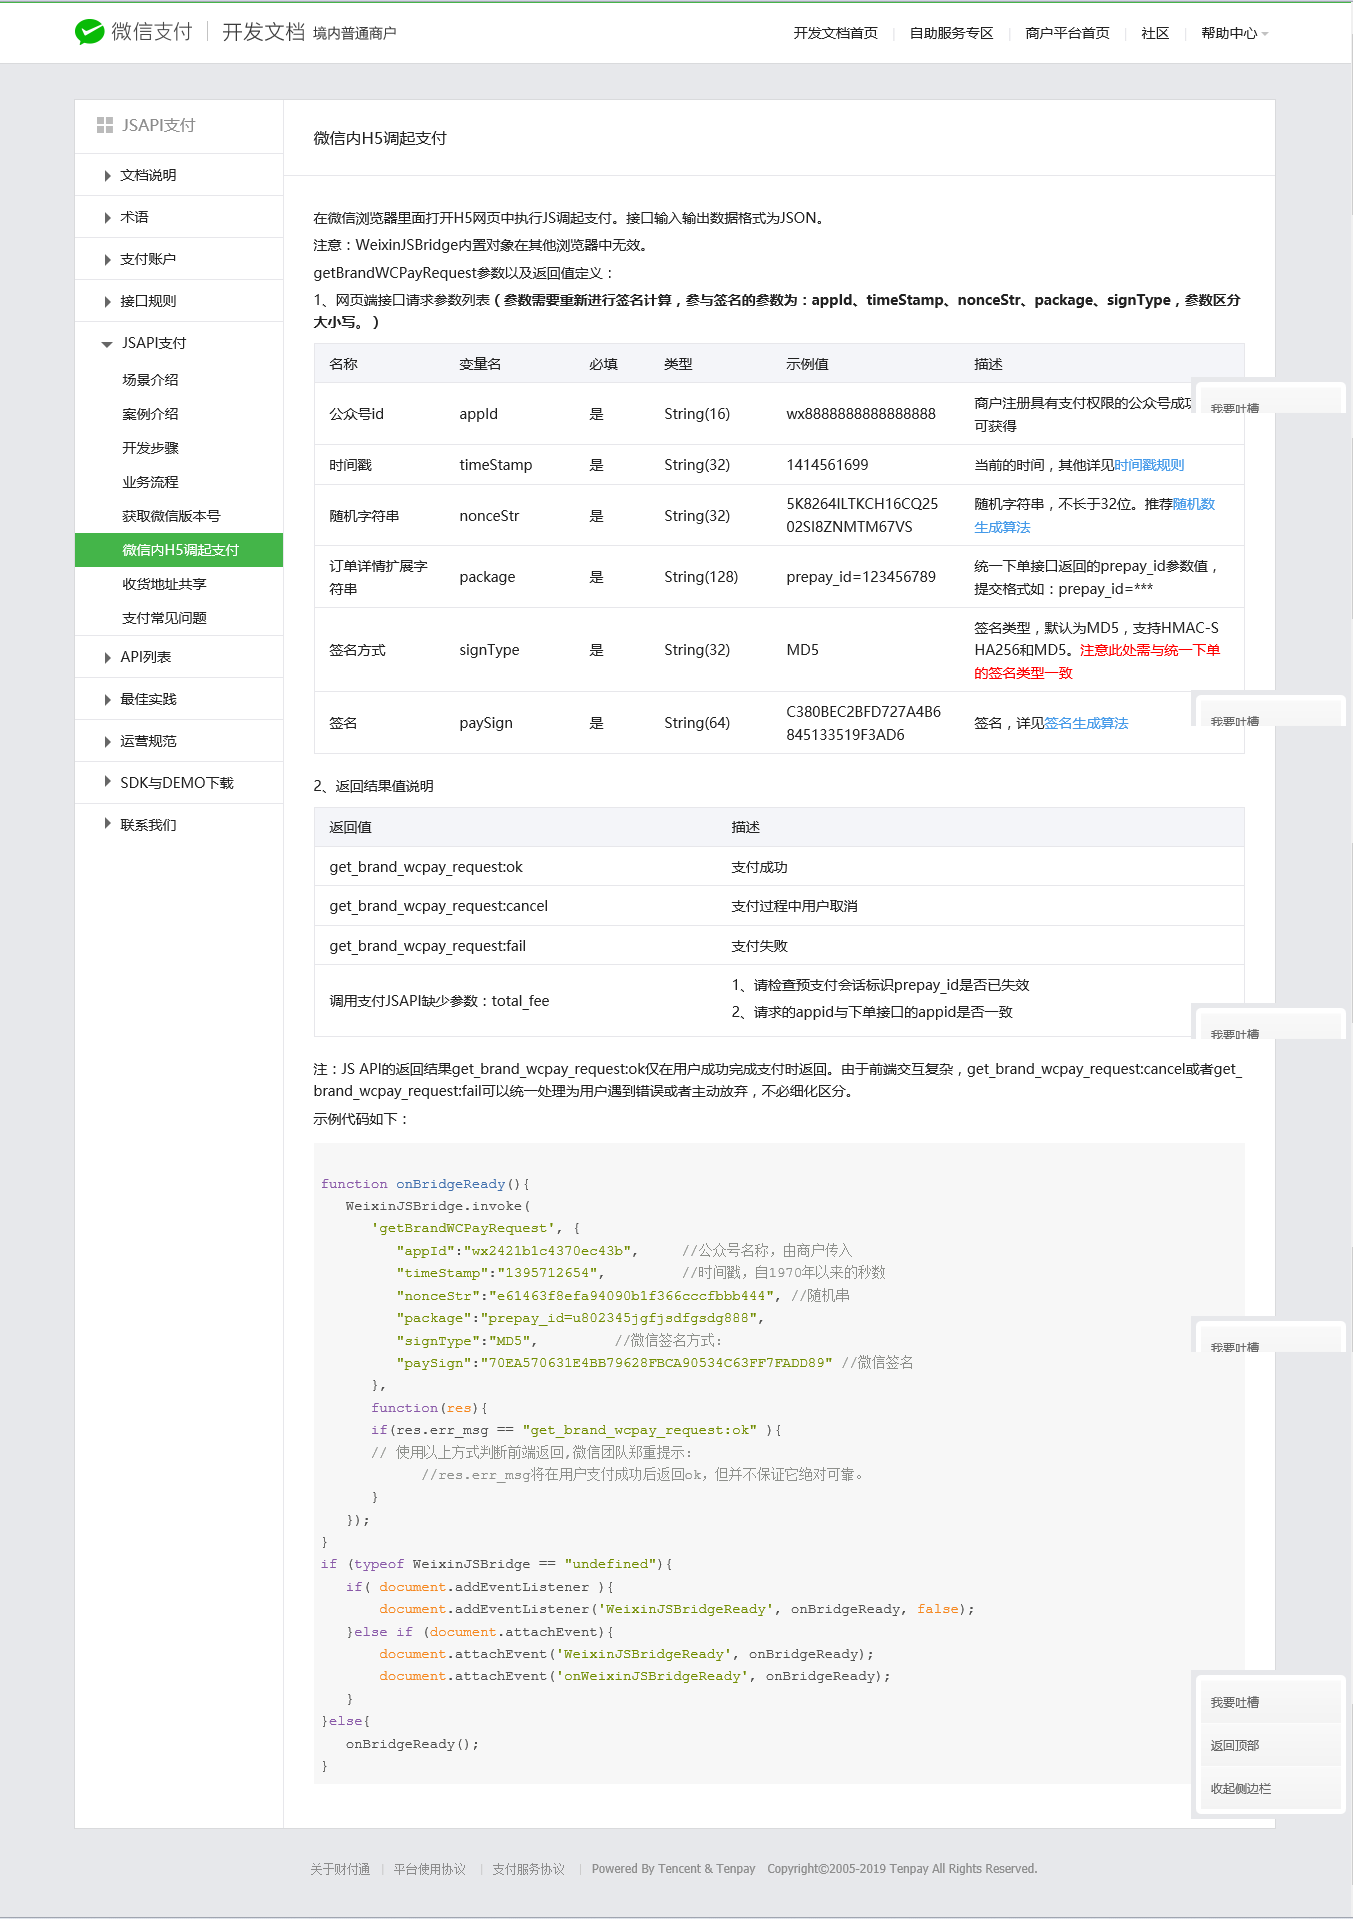 微信支付 开发文档 境内普通商户
开发文档首页 自助服务专区 商户平台首页 社区 帮助中心
JSAPI支付
文档说明
术语
支付账户
接口规则
JSAPI支付
场景介绍
案例介绍
开发步骤
业务流程
获取微信版本号
微信内H5调起支付
收货地址共享
支付常见问题
API列表
最佳实践
运营规范
SDK与DEMO下载
联系我们
微信内H5调起支付
在微信浏览器里面打开H5网页中执行JS调起支付。接口输入输出数据格式为JSON。
注意：WeixinJSBridge内置对象在其他浏览器中无效。
getBrandWCPayRequest参数以及返回值定义：
1、网页端接口请求参数列表（参数需要重新进行签名计算，参与签名的参数为：appId、timeStamp、nonceStr、package、signType，参数区分
大小写。）
名称 变量名 必填 类型 示例值 描述
公众号id appId 是 String(16) wx8888888888888888 商户注册具有支付权限的公众号成功
可获得
时间戳 timeStamp 是 String(32) 1414561699 当前的时间，其他详见时间戳规则
随机字符串 nonceStr 是 String(32) 5K8264ILTKCH16CQ25
02SI8ZNMTM67VS 随机字符串，不长于32位。推荐随机数
生成算法
订单详情扩展字
符串 package 是 String(128) prepay_id=123456789 统一下单接口返回的prepay_id参数值，
提交格式如：prepay_id=***
签名方式 signType 是 String(32) MD5 签名类型，默认为MD5，支持HMAC-S
HA256和MD5。注意此处需与统一下单
的签名类型一致
签名 paySign 是 String(64) C380BEC2BFD727A4B6
845133519F3AD6 签名，详见签名生成算法
我要吐槽
我要吐槽
2、返回结果值说明
返回值 描述
get_brand_wcpay_request:ok 支付成功
get_brand_wcpay_request:cancel 支付过程中用户取消
get_brand_wcpay_request:fail 支付失败
调用支付JSAPI缺少参数：total_fee 1、请检查预支付会话标识prepay_id是否已失效
2、请求的appid与下单接口的appid是否一致
我要吐槽
注：JS API的返回结果get_brand_wcpay_request:ok仅在用户成功完成支付时返回。由于前端交互复杂，get_brand_wcpay_request:cancel或者get_
brand_wcpay_request:fail可以统一处理为用户遇到错误或者主动放弃，不必细化区分。
示例代码如下：
function onBridgeReady(){
WeixinJSBridge.invoke(
'getBrandWCPayRequest', {
"appId":"wx2421b1c4370ec43b", //公众号名称，由商户传入
"timeStamp":"1395712654", //时间戳，自1970年以来的秒数
"nonceStr":"e61463f8efa94090b1f366cccfbbb444", //随机串
"package":"prepay_id=u802345jgfjsdfgsdg888",
"signType":"MD5", //微信签名方式：
"paySign":"70EA570631E4BB79628FBCA90534C63FF7FADD89" //微信签名
},
function(res){
if(res.err_msg == "get_brand_wcpay_request:ok" ){
// 使用以上方式判断前端返回,微信团队郑重提示：
//res.err_msg将在用户支付成功后返回ok，但并不保证它绝对可靠。
}
});
}
if (typeof WeixinJSBridge == "undefined"){
if( document.addEventListener ){
document.addEventListener('WeixinJSBridgeReady', onBridgeReady, false);
}else if (document.attachEvent){
document.attachEvent('WeixinJSBridgeReady', onBridgeReady);
document.attachEvent('onWeixinJSBridgeReady', onBridgeReady);
}
}else{
onBridgeReady();
}
我要吐槽
我要吐槽
返回顶部
收起侧边栏
关于财付通 平台使用协议 支付服务协议 Powered By Tencent & Tenpay Copyright©2005-2019 Tenpay All Rights Reserved.